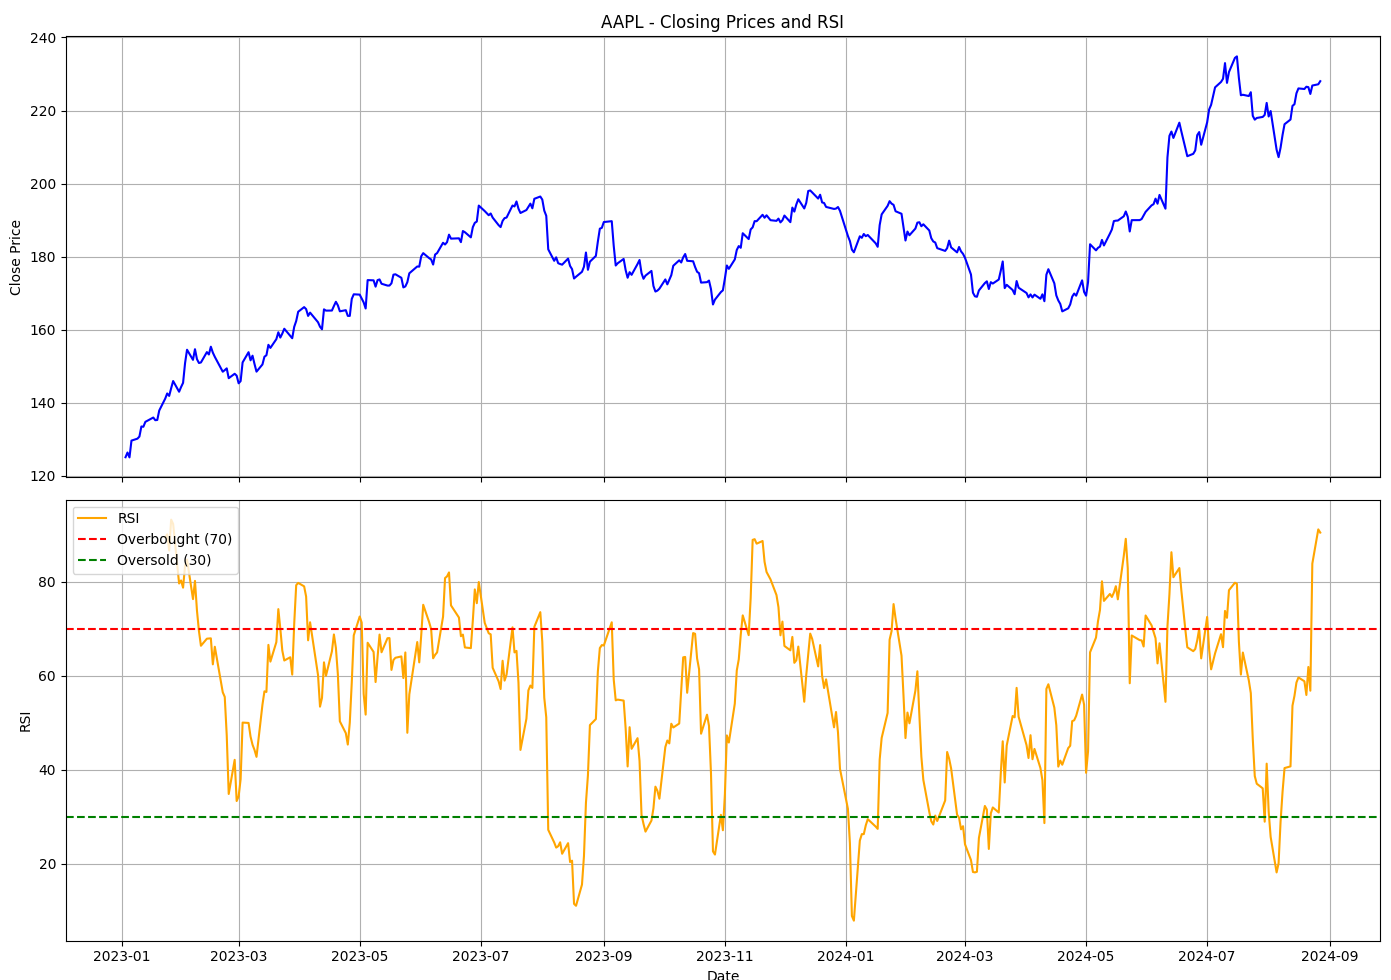 AAPL - Closing Prices and RSI
240
220
200
180
160
140
120
Close Price
RSI
Overbought (70)
Oversold (30)
80
60
40
20
RSI
2023-01 2023-03 2023-05 2023-07 2023-09 2023-11 2024-01 2024-03 2024-05 2024-07 2024-09
Date